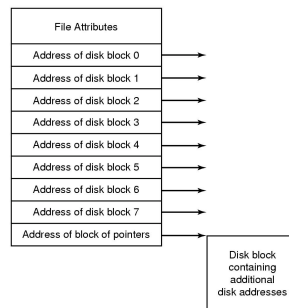 File Attributes
Address of disk block 0
Address of disk block 1
Address of disk block 2
Address of disk block 3
Address of disk block 4
Address of disk block 5
Address of disk block 6
Address of disk block 7
Address of block of pointers
Disk block
containing
additional
disk addresses